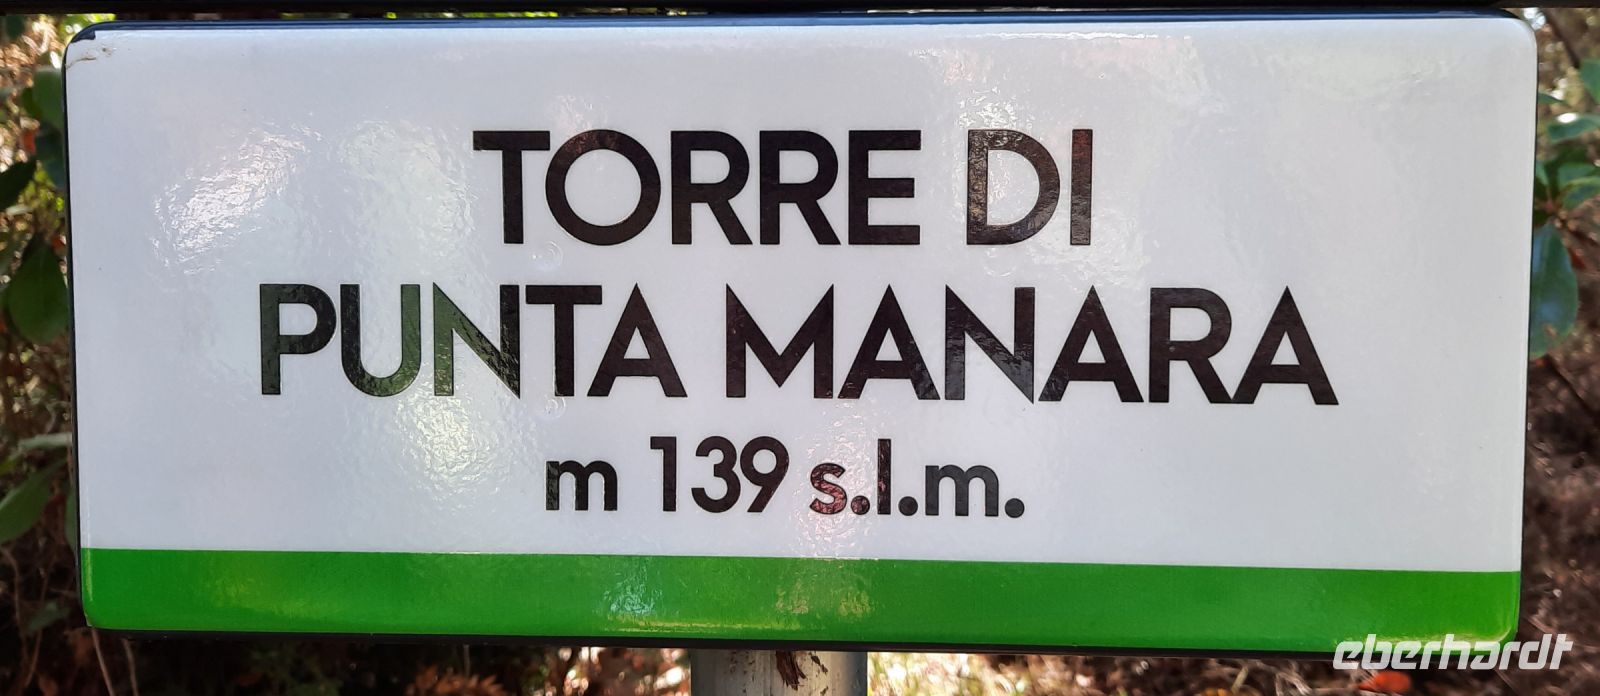 TORRE DI
PUNTA MANARA
m 139 s.l.m.
eberhardt